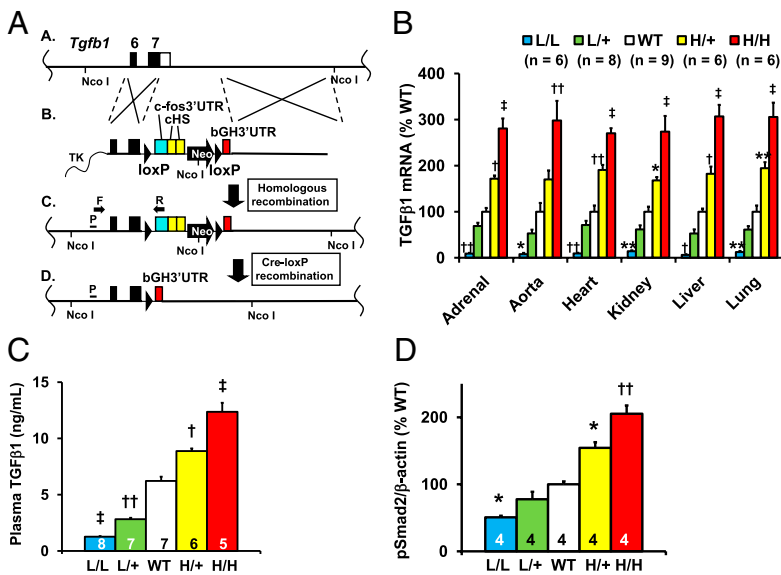 A
A.
Tgfb1
6
7
Nco I
Nco I
B.
c-fos3'UTR
cHS
bGH3'UTR
Neo
TK
loxP
Nco I
loxP
Homologous
recombination
C.
P
F
R
Nco I
Nco I
Nco I
Cre-loxP
recombination
D.
P
bGH3'UTR
Nco I
Nco I
B
L/L
L/+
WT
H/+
H/H
(n = 6)
(n = 8)
(n = 9)
(n = 6)
(n = 6)
TGFβ1 mRNA (% WT)
400
300
200
100
0
†† † ‡
* ††
†† †† ‡
** * ‡
† † ‡
** ** ‡
Adrenal
Aorta
Heart
Kidney
Liver
Lung
C
Plasma TGFβ1 (ng/mL)
15
10
5
0
‡
††
†
‡
8
7
7
6
5
L/L
L/+
WT
H/+
H/H
D
pSmad2/β-actin (% WT)
200
100
0
*
*
††
4
4
4
4
4
L/L
L/+
WT
H/+
H/H